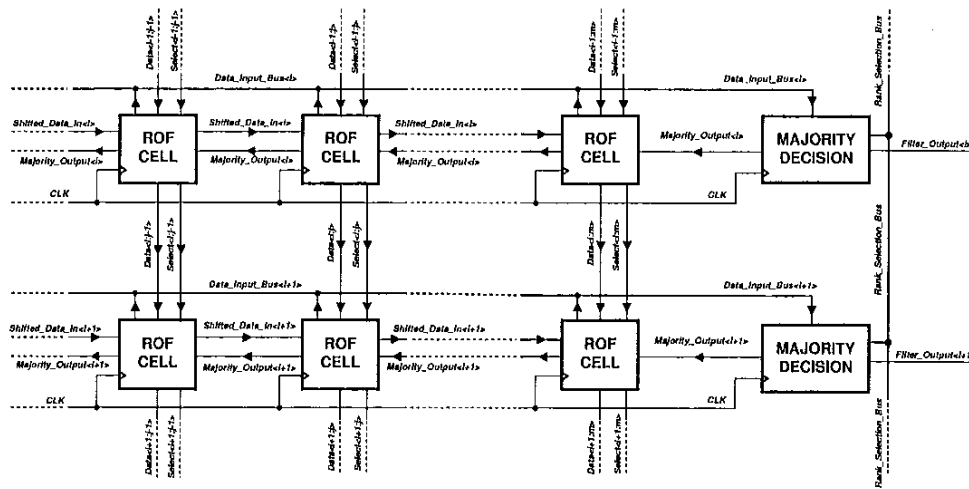 Data<i-1:j-1>
Select<i-1:j-1>
Data<i-1:j>
Select<i-1:j>
Data<i-1:m>
Select<i-1:m>
Rank_Selection_Bus
Data_Input_Bus<i>
Data_Input_Bus<i>
Shifted_Data_In<i>
ROF
CELL
Shifted_Data_In<i>
ROF
CELL
Shifted_Data_In<i>
ROF
CELL
Majority_Output<i>
MAJORITY
DECISION
Filter_Output<i
Majority_Output<i>
Majority_Output<i>
Majority_Output<i>
CLK
CLK
Data<i:j-1>
Select<i:j-1>
Data<i:j>
Select<i:j>
Data<i:m>
Select<i:m>
Rank_Selection_Bus
Data_Input_Bus<i+1>
Data_Input_Bus<i+1>
Shifted_Data_In<i+1>
ROF
CELL
Shifted_Data_In<i+1>
ROF
CELL
Shifted_Data_In<i+1>
ROF
CELL
Majority_Output<i+1>
MAJORITY
DECISION
Filter_Output<i+1
Majority_Output<i+1>
Majority_Output<i+1>
Majority_Output<i+1>
CLK
CLK
Data<i+1:j-1>
Select<i+1:j-1>
Data<i+1:j>
Select<i+1:j>
Data<i+1:m>
Select<i+1:m>
Rank_Selection_Bus